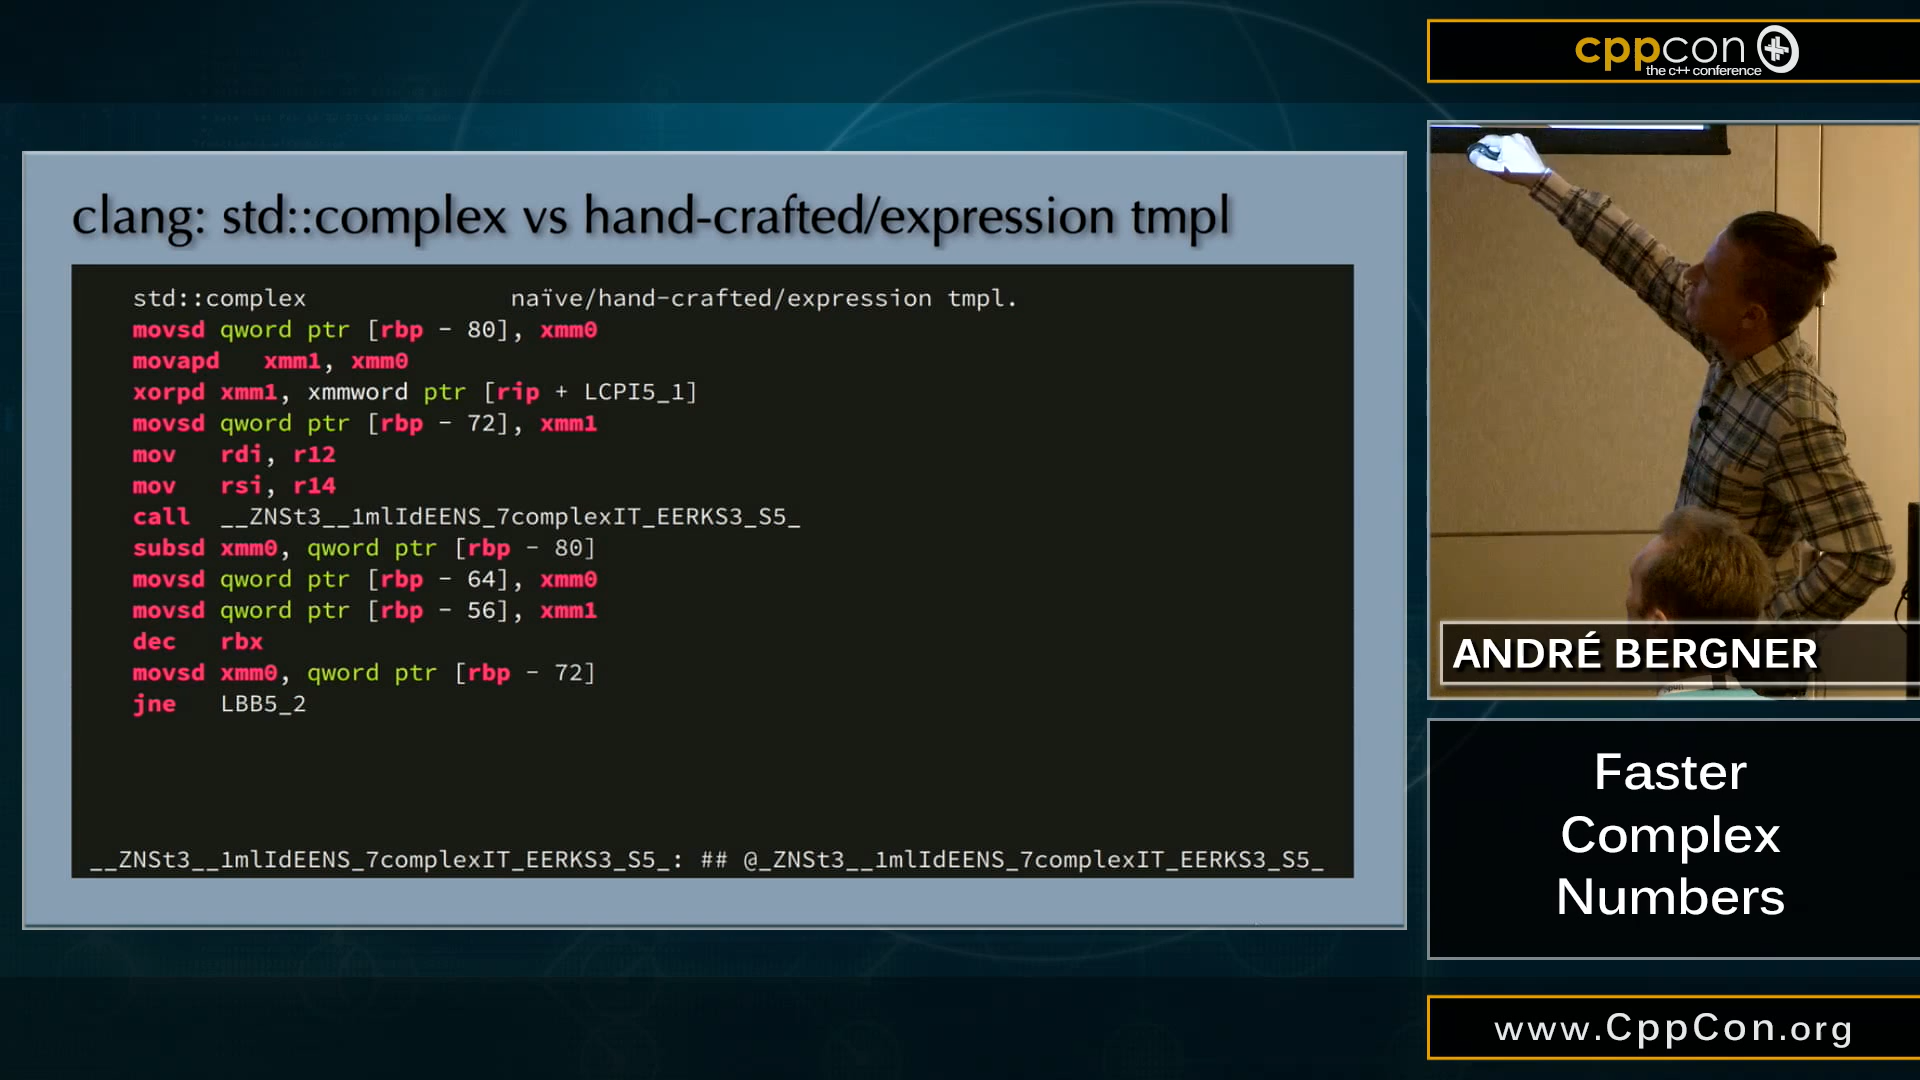 cppcon
the c++ conference
clang: std::complex vs hand-crafted/expression tmpl
std::complex naïve/hand-crafted/expression tmpl.
movsd qword ptr [rbp - 80], xmm0
movapd xmm1, xmm0
xorpd xmm1, xmmword ptr [rip + LCPI5_1]
movsd qword ptr [rbp - 72], xmm1
mov rdi, r12
mov rsi, r14
call __ZNSt3__1mlIdEENS_7complexIT_EERKS3_S5_
subsd xmm0, qword ptr [rbp - 80]
movsd qword ptr [rbp - 64], xmm0
movsd qword ptr [rbp - 56], xmm1
dec rbx
movsd xmm0, qword ptr [rbp - 72]
jne LBB5_2
__ZNSt3__1mlIdEENS_7complexIT_EERKS3_S5_: ## @_ZNSt3__1mlIdEENS_7complexIT_EERKS3_S5_
ANDRÉ BERGNER
Faster
Complex
Numbers
www.CppCon.org